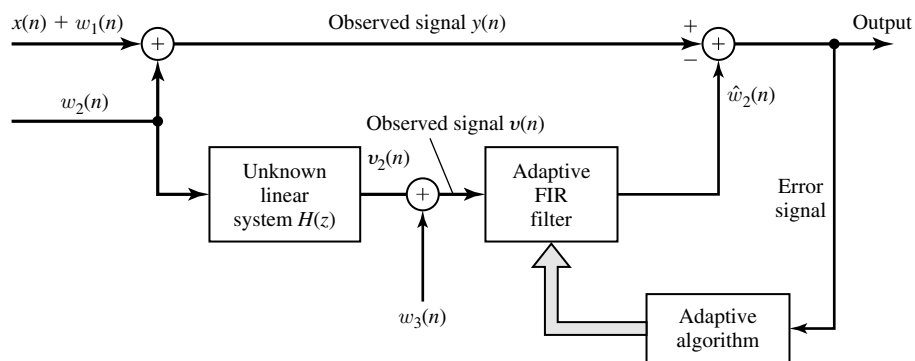 x(n) + w₁(n)
+
Observed signal y(n)
+
−
+
Output
w₂(n)
ŵ₂(n)
Observed signal v(n)
Unknown
linear
system H(z)
v₂(n)
+
Adaptive
FIR
filter
Error
signal
w₃(n)
Adaptive
algorithm